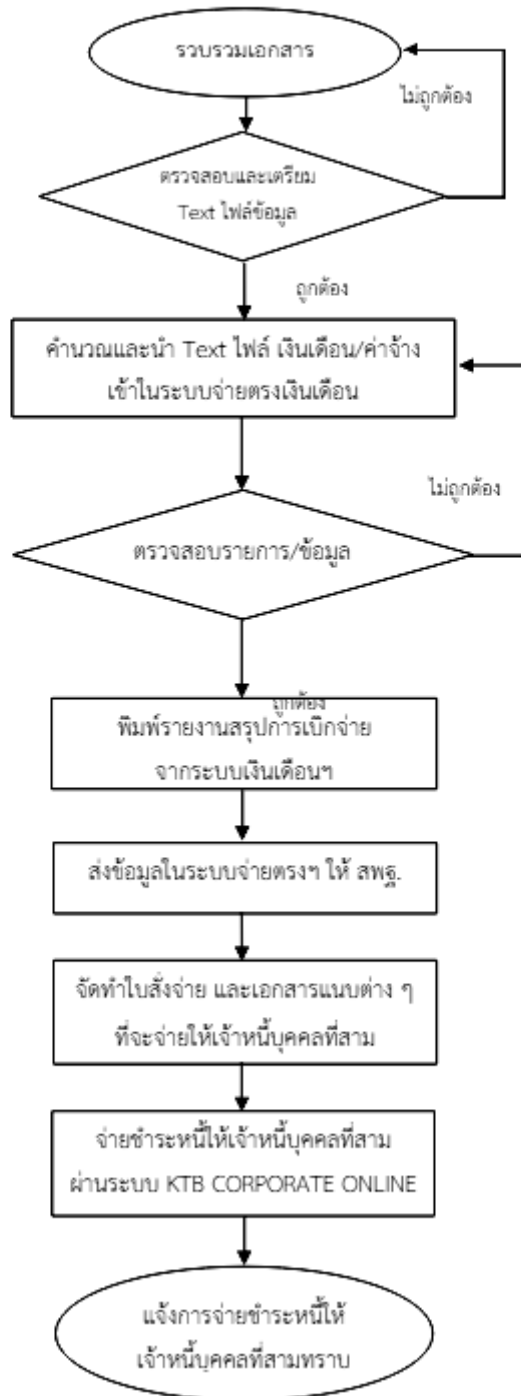 รวบรวมเอกสาร
ไม่ถูกต้อง
ตรวจสอบและเตรียม
Text ไฟล์ข้อมูล
ถูกต้อง
คำนวณและนำ Text ไฟล์ เงินเดือน/ค่าจ้าง
เข้าในระบบจ่ายตรงเงินเดือน
ไม่ถูกต้อง
ตรวจสอบรายการ/ข้อมูล
ถูกต้อง
พิมพ์รายงานสรุปการเบิกจ่าย
จากระบบเงินเดือนฯ
ส่งข้อมูลในระบบจ่ายตรงฯ ให้ สพฐ.
จัดทำใบสั่งจ่าย และเอกสารแนบต่าง ๆ
ที่จะจ่ายให้เจ้าหนี้บุคคลที่สาม
จ่ายชำระหนี้ให้เจ้าหนี้บุคคลที่สาม
ผ่านระบบ KTB CORPORATE ONLINE
แจ้งการจ่ายชำระหนี้ให้
เจ้าหนี้บุคคลที่สามทราบ